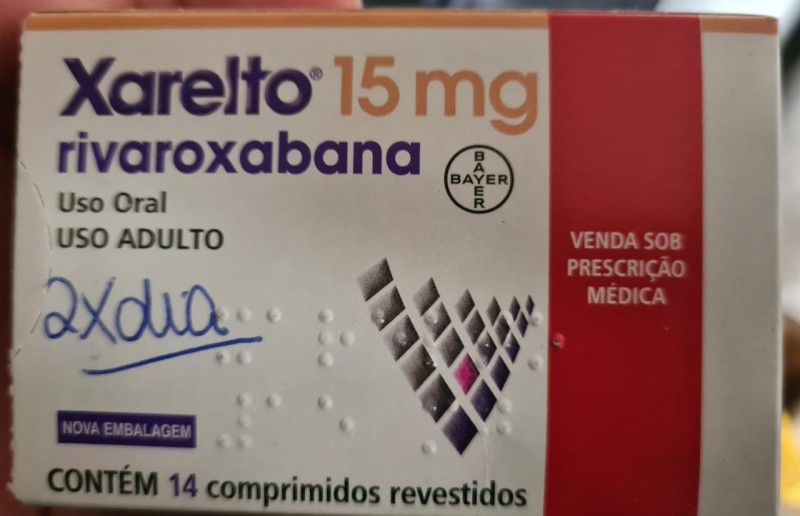 Xarelto® 15 mg
rivaroxabana
BAYER
BAYER
Uso Oral
USO ADULTO
VENDA SOB
PRESCRIÇÃO
MÉDICA
2xdia
NOVA EMBALAGEM
CONTÉM 14 comprimidos revestidos